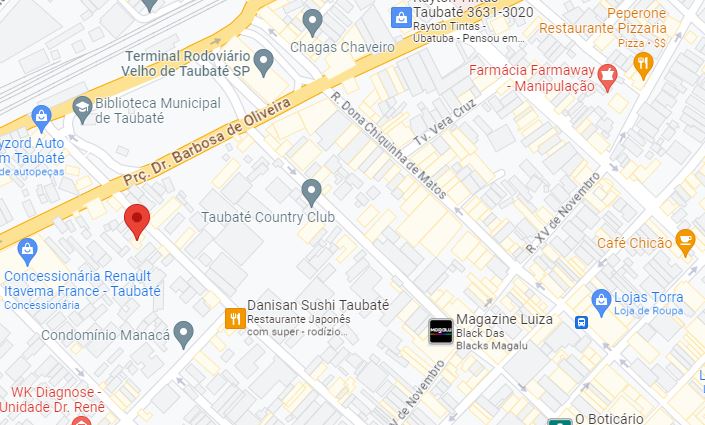 Rayton Tintas
Taubaté 3631-3020
Rayton Tintas -
Ubatuba - Pensou em...
Peperone
Restaurante Pizzaria
Pizza · $$
Chagas Chaveiro
Terminal Rodoviário
Velho de Taubaté SP
Farmácia Farmaway
- Manipulação
Biblioteca Municipal
de Taubaté
Prç. Dr. Barbosa de Oliveira
R. Dona Chiquinha de Matos
Tv. Vera Cruz
yzord Auto
m Taubaté
de autopeças
Taubaté Country Club
R. XV de Novembro
Café Chicão
Concessionária Renault
Itavema France - Taubaté
Concessionária
Danisan Sushi Taubaté
Restaurante Japonês
com super - rodízio...
Lojas Torra
Loja de Roupa
MAGALU
Magazine Luiza
Black Das
Blacks Magalu
Condomínio Manacá
V de Novembro
WK Diagnose -
Unidade Dr. Renê
O Boticário